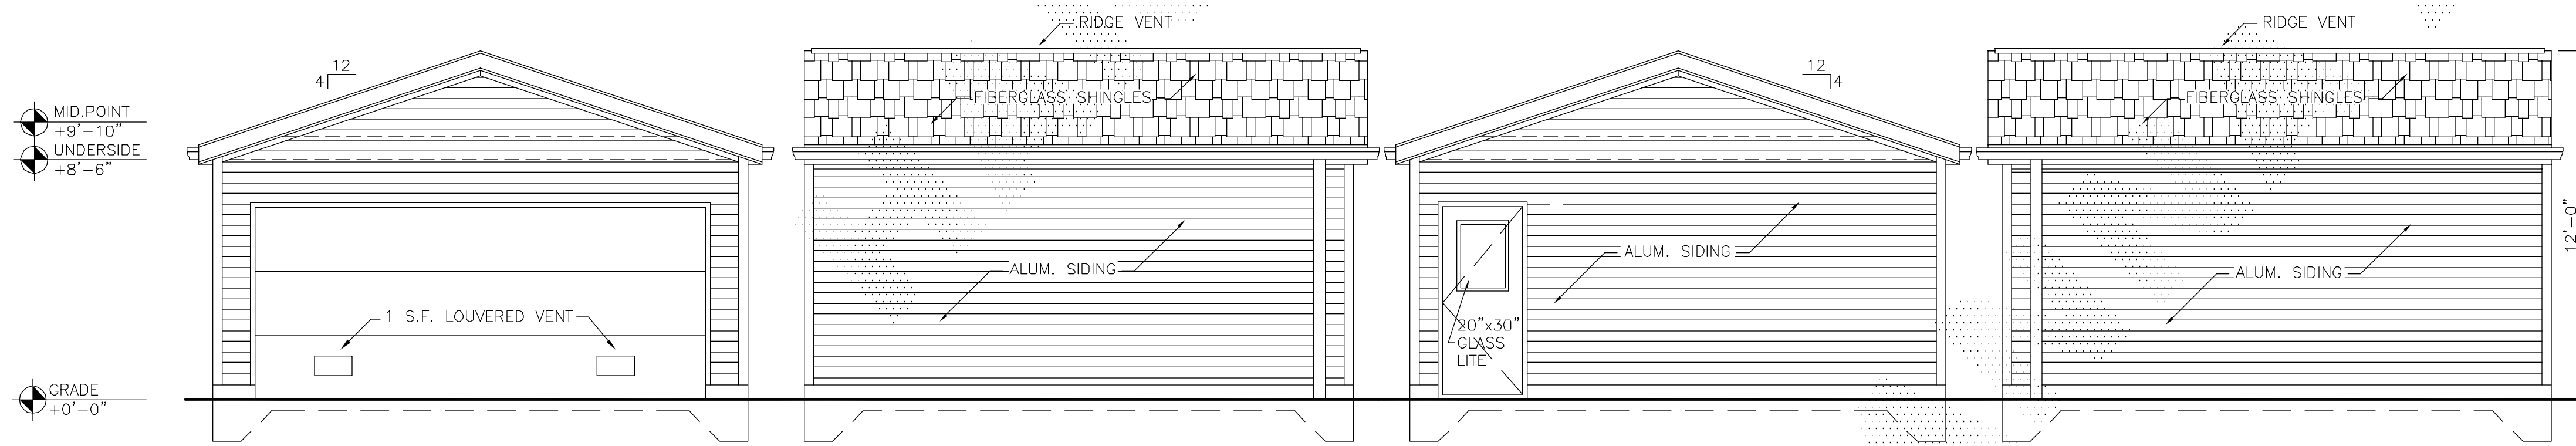 MID.POINT
+9'-10"
UNDERSIDE
+8'-6"
GRADE
+0'-0"
12
4
1 S.F. LOUVERED VENT
RIDGE VENT
FIBERGLASS SHINGLES
ALUM. SIDING
12
4
ALUM. SIDING
20"x30"
GLASS
LITE
RIDGE VENT
FIBERGLASS SHINGLES
ALUM. SIDING
12'-0"